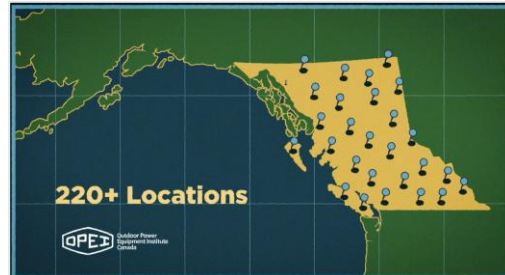 220+ Locations
OPEI
Outdoor Power
Equipment Institute
Canada